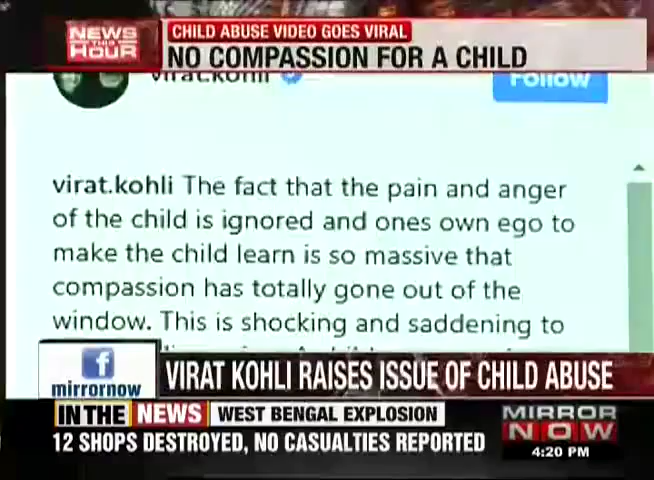 NEWS
THIS
HOUR
CHILD ABUSE VIDEO GOES VIRAL
NO COMPASSION FOR A CHILD
virat.kohli
Follow
virat.kohli The fact that the pain and anger
of the child is ignored and ones own ego to
make the child learn is so massive that
compassion has totally gone out of the
window. This is shocking and saddening to
f
mirrornow
VIRAT KOHLI RAISES ISSUE OF CHILD ABUSE
IN THE NEWS WEST BENGAL EXPLOSION
12 SHOPS DESTROYED, NO CASUALTIES REPORTED
MIRROR
NOW
4:20 PM